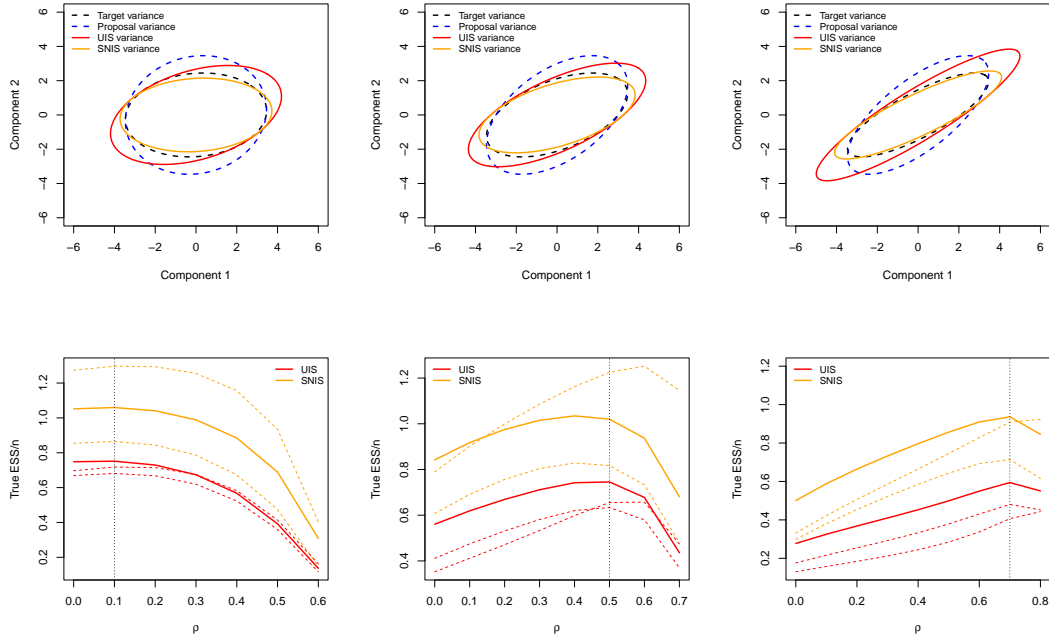 Target variance
Proposal variance
UIS variance
SNIS variance
Component 2
6
4
2
0
−2
−6
−6 −4 −2 0 2 4 6
Component 1
Target variance
Proposal variance
UIS variance
SNIS variance
Component 2
6
4
2
0
−2
−6
−6 −4 −2 0 2 4 6
Component 1
Target variance
Proposal variance
UIS variance
SNIS variance
Component 2
6
4
2
0
−2
−6
−6 −4 −2 0 2 4 6
Component 1
UIS
SNIS
True ESS/n
1.2
1.0
0.8
0.6
0.4
0.2
0.0 0.1 0.2 0.3 0.4 0.5 0.6
ρ
UIS
SNIS
True ESS/n
1.2
1.0
0.8
0.6
0.4
0.0 0.1 0.2 0.3 0.4 0.5 0.6 0.7
ρ
UIS
SNIS
True ESS/n
1.2
1.0
0.8
0.6
0.4
0.2
0.0 0.2 0.4 0.6 0.8
ρ